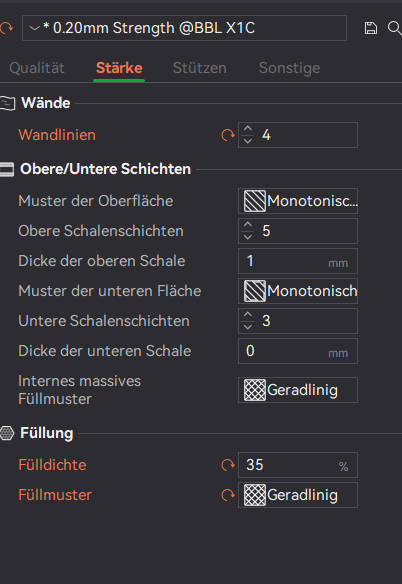 * 0.20mm Strength @BBL X1C
Qualität Stärke Stützen Sonstige
Wände
Wandlinien 4
Obere/Untere Schichten
Muster der Oberfläche Monotonisc...
Obere Schalenschichten 5
Dicke der oberen Schale 1 mm
Muster der unteren Fläche Monotonisch
Untere Schalenschichten 3
Dicke der unteren Schale 0 mm
Internes massives
Füllmuster Geradlinig
Füllung
Fülldichte 35 %
Füllmuster Geradlinig